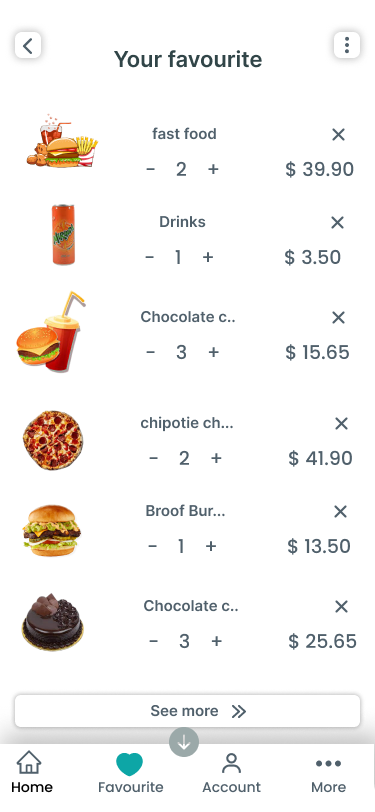 Your favourite
fast food
- 2 + $ 39.90
Drinks
- 1 + $ 3.50
Chocolate c..
- 3 + $ 15.65
chipotie ch...
- 2 + $ 41.90
Broof Bur...
- 1 + $ 13.50
Chocolate c..
- 3 + $ 25.65
See more
Home Favourite Account More